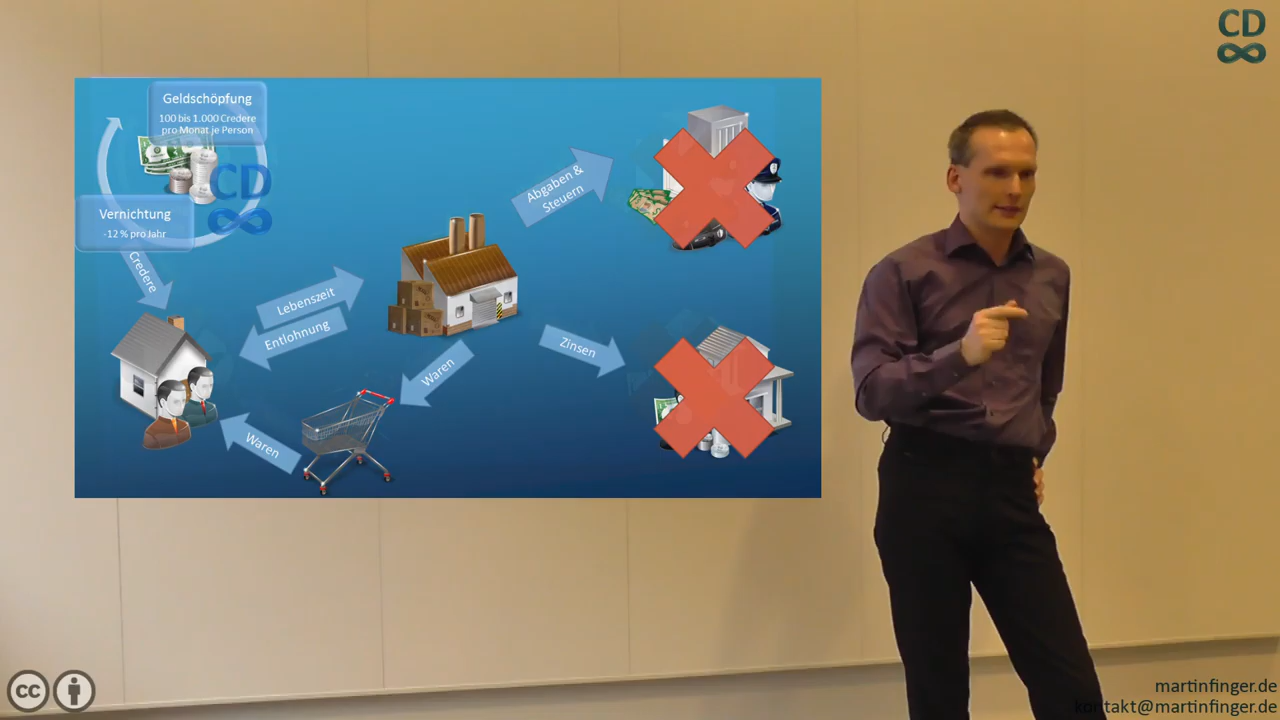 CD
Geldschöpfung
100 bis 1.000 Credere
pro Monat je Person
CD
Vernichtung
-12 % pro Jahr
Credere
Abgaben &
Steuern
Lebenszeit
Entlohnung
Zinsen
Waren
Waren
cc
martinfinger.de
kontakt@martinfinger.de